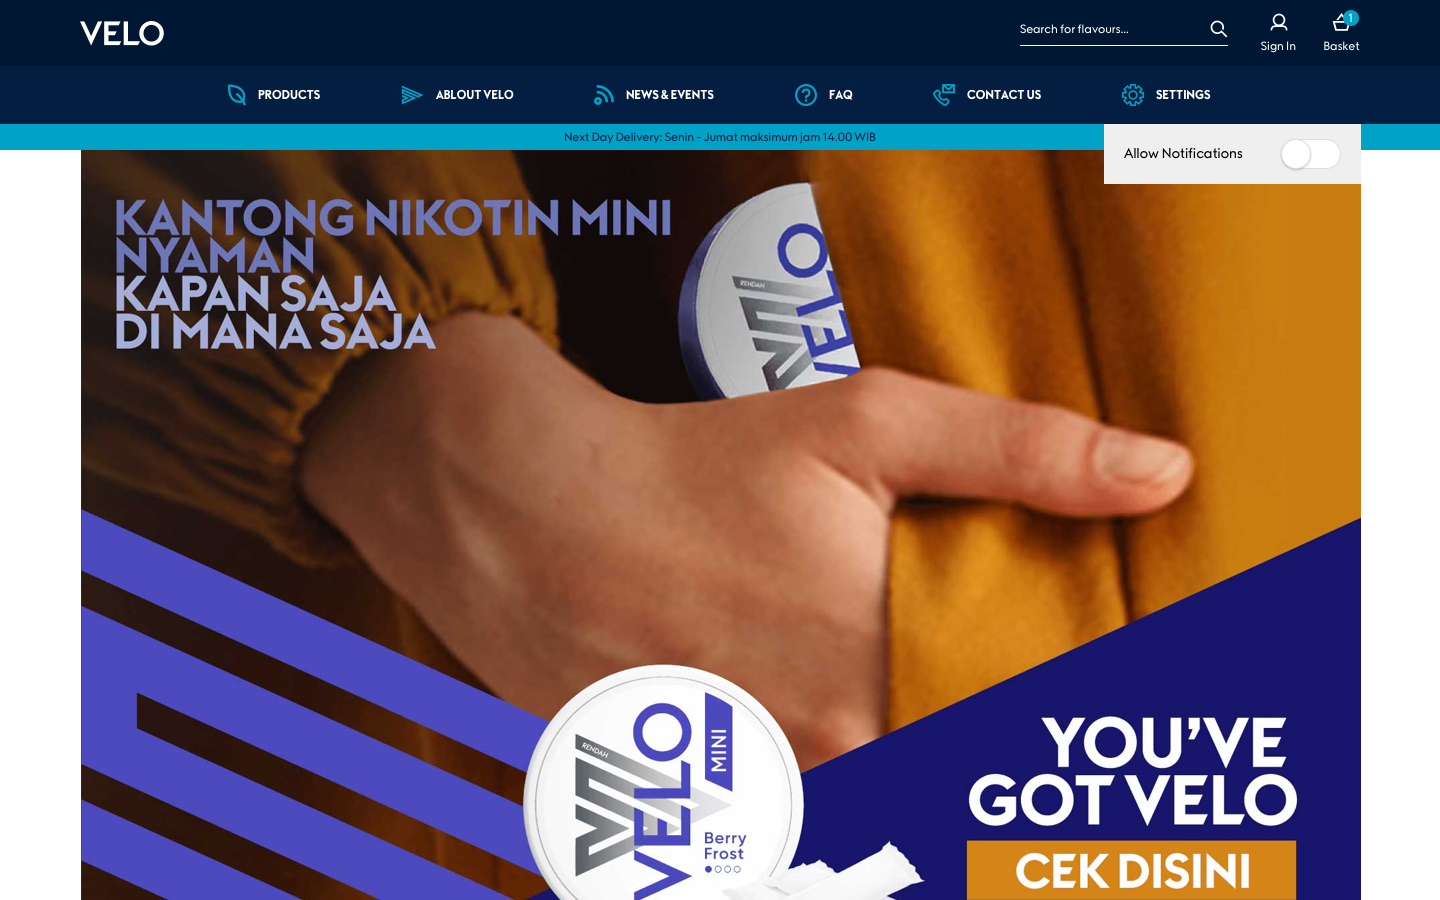 VELO
Search for flavours...
1
Sign In
Basket
PRODUCTS
ABLOUT VELO
NEWS & EVENTS
FAQ
CONTACT US
SETTINGS
Next Day Delivery: Senin - Jumat maksimum jam 14.00 WIB
Allow Notifications
KANTONG NIKOTIN MINI
NYAMAN
KAPAN SAJA
DI MANA SAJA
RENDAH
VELO
RENDAH
VELO
MINI
Berry
Frost
YOU'VE
GOT VELO
CEK DISINI